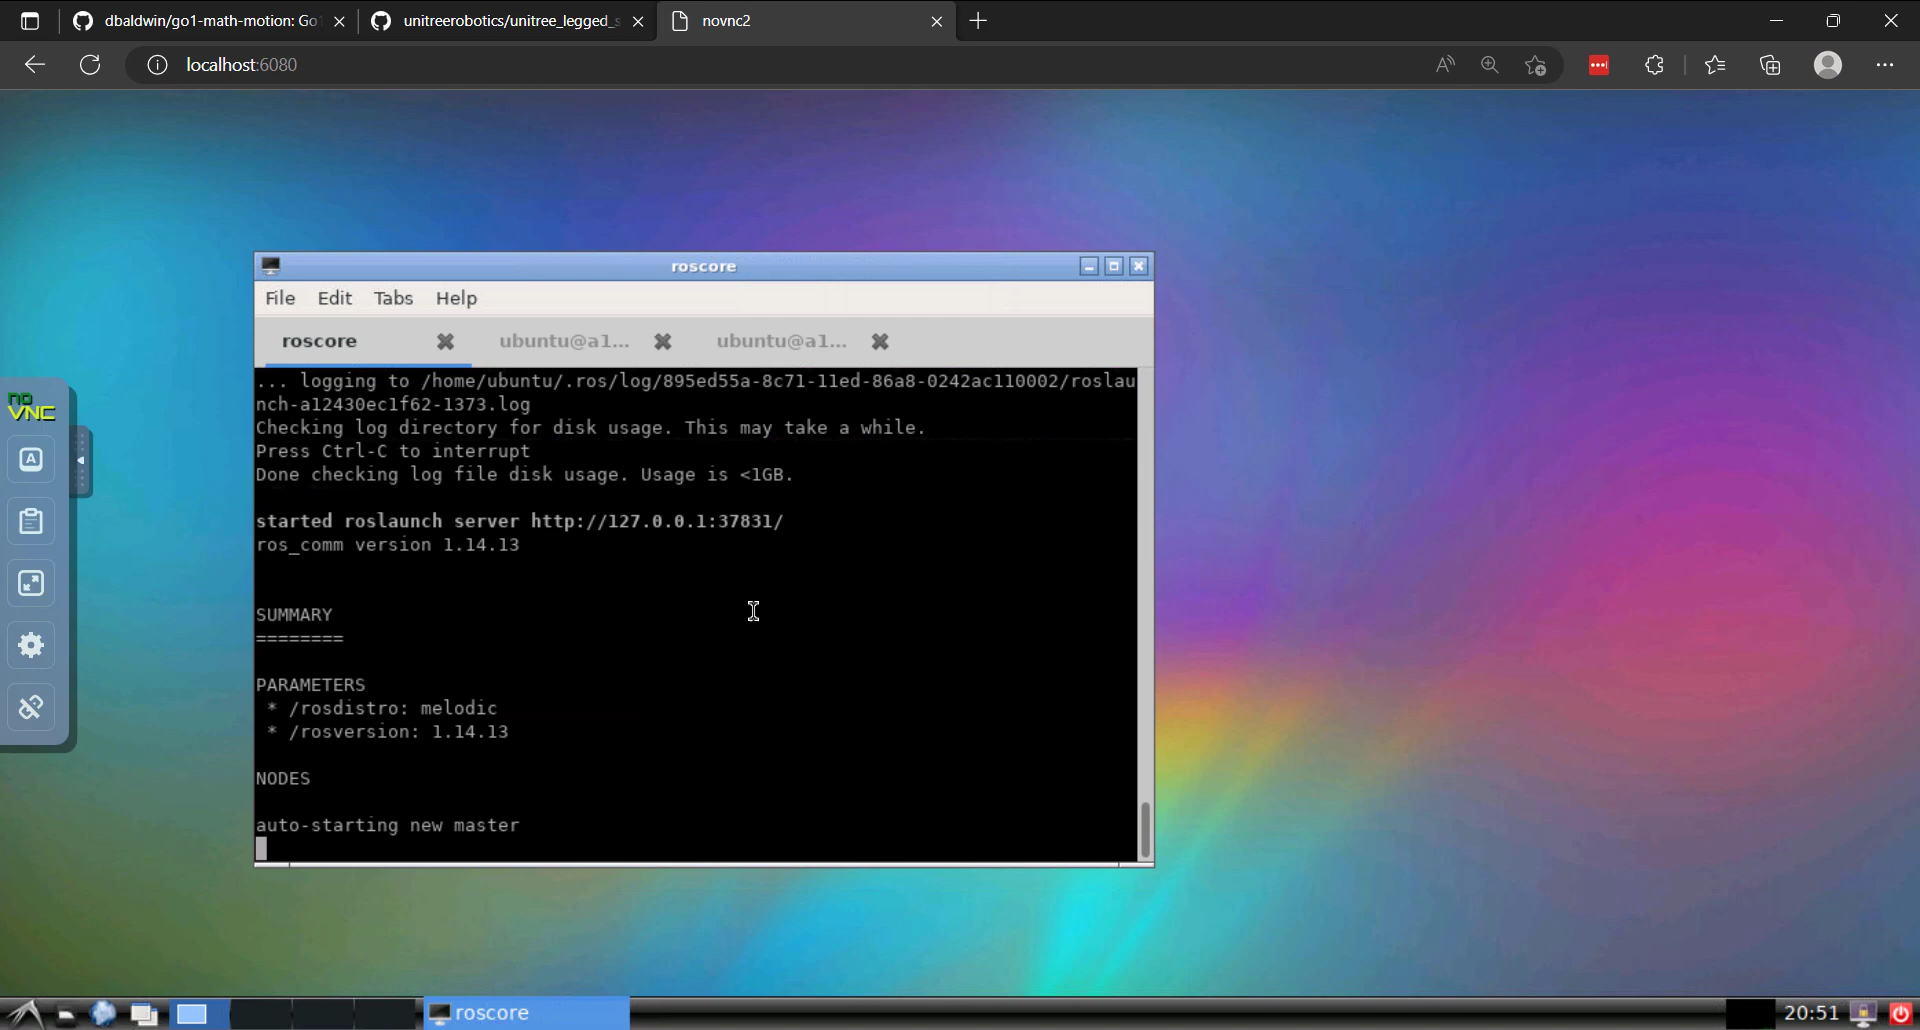 dbaldwin/go1-math-motion: Go
unitreerobotics/unitree_legged_s
novnc2
localhost:6080
roscore
File Edit Tabs Help
roscore
ubuntu@a1...
ubuntu@a1...
... logging to /home/ubuntu/.ros/log/895ed55a-8c71-11ed-86a8-0242ac110002/roslau
nch-a12430ec1f62-1373.log
Checking log directory for disk usage. This may take a while.
Press Ctrl-C to interrupt
Done checking log file disk usage. Usage is <1GB.
started roslaunch server http://127.0.0.1:37831/
ros_comm version 1.14.13
SUMMARY
========
PARAMETERS
* /rosdistro: melodic
* /rosversion: 1.14.13
NODES
auto-starting new master
no
VNC
A
roscore
20:51